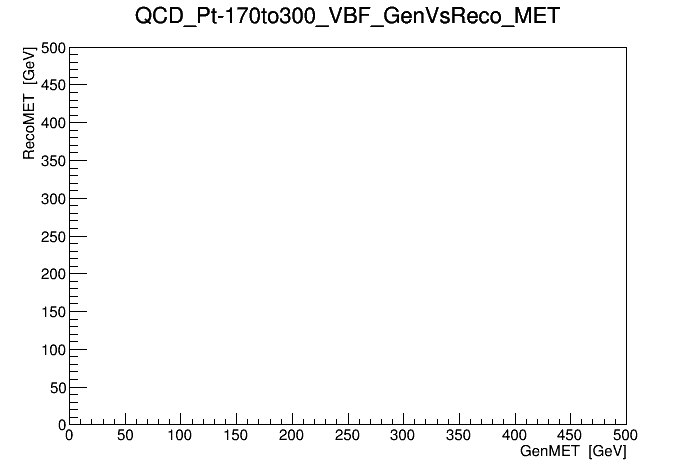 QCD_Pt-170to300_VBF_GenVsReco_MET
RecoMET [GeV]
500
450
400
350
300
250
200
150
100
50
0
0 50 100 150 200 250 300 350 400 450 500
GenMET [GeV]